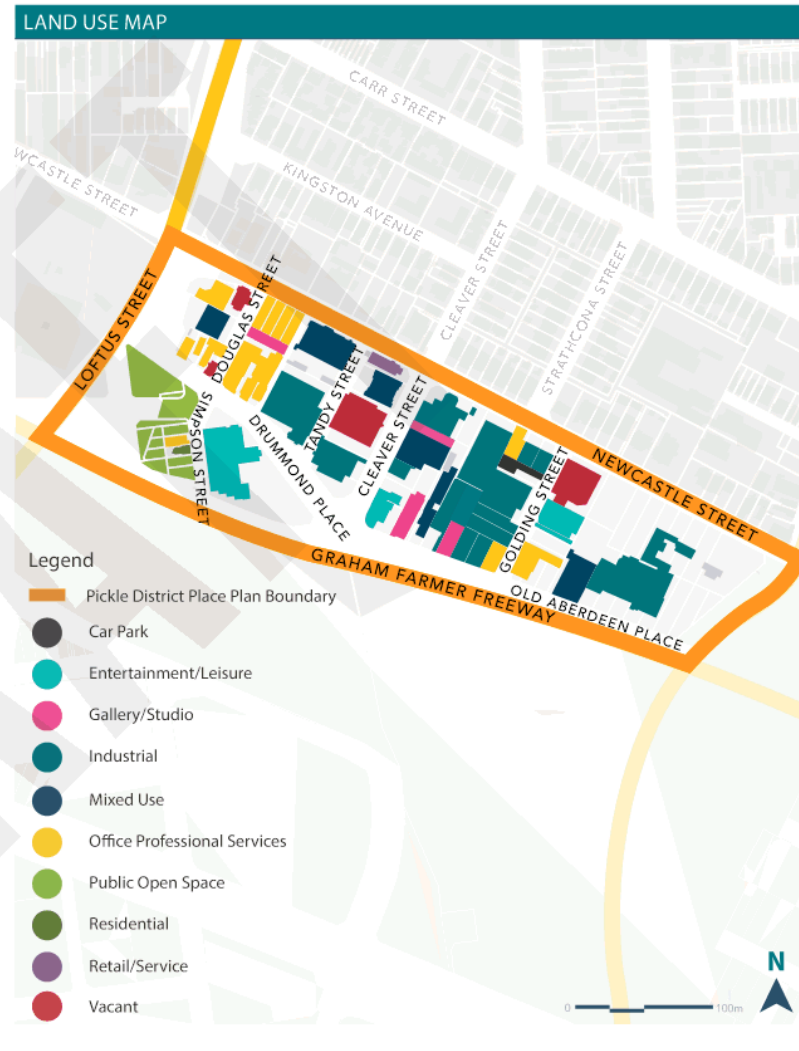 LAND USE MAP
CARR STREET
WCASTLE STREET
KINGSTON AVENUE
CLEAVER STREET
STRATHCONA STREET
LOFTUS STREET
DOUGLAS STREET
SIMPSON STREET
DRUMMOND PLACE
TANDY STREET
CLEAVER STREET
GOLDING STREET
NEWCASTLE STREET
GRAHAM FARMER FREEWAY
OLD ABERDEEN PLACE
Legend
Pickle District Place Plan Boundary
Car Park
Entertainment/Leisure
Gallery/Studio
Industrial
Mixed Use
Office Professional Services
Public Open Space
Residential
Retail/Service
Vacant
N
0 100m